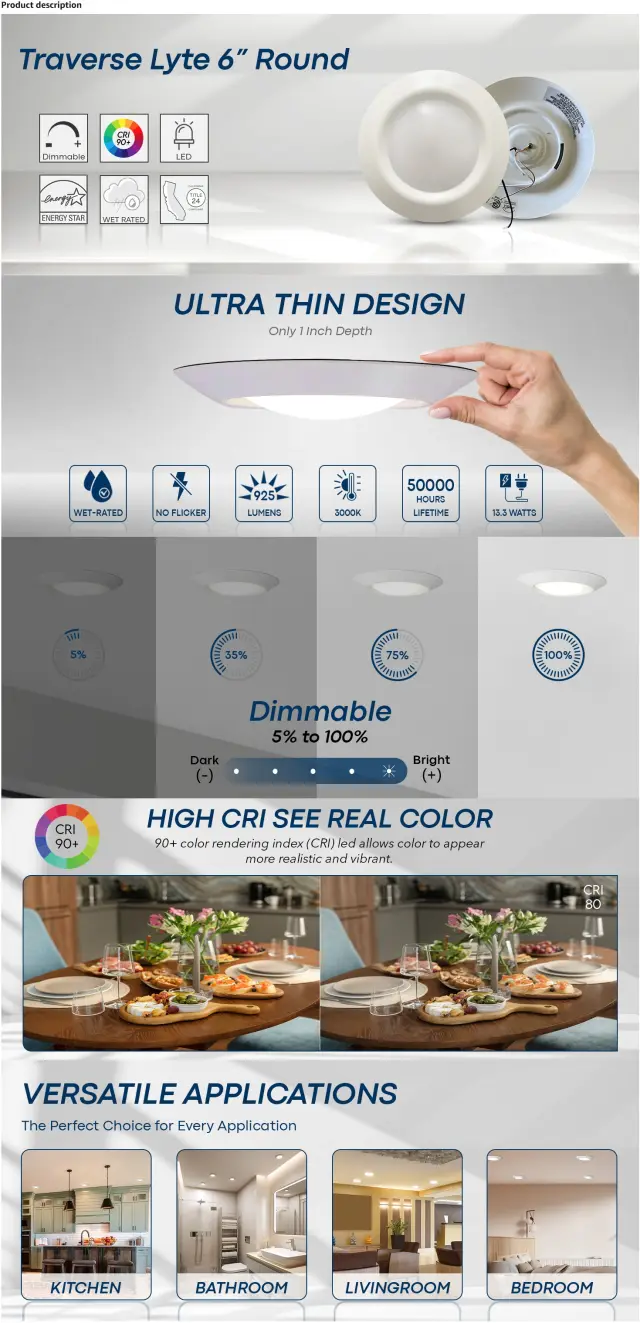 Product description
Traverse Lyte 6" Round
Dimmable
CRI
90+
LED
energy
ENERGY STAR
WET RATED
TITLE
24
ULTRA THIN DESIGN
Only 1 Inch Depth
WET-RATED
NO FLICKER
925
LUMENS
3000K
50000
HOURS
LIFETIME
13.3 WATTS
5%
35%
75%
100%
Dimmable
5% to 100%
Dark
(-)
Bright
(+)
CRI
90+
HIGH CRI SEE REAL COLOR
90+ color rendering index (CRI) led allows color to appear
more realistic and vibrant.
CRI
80
VERSATILE APPLICATIONS
The Perfect Choice for Every Application
KITCHEN
BATHROOM
LIVINGROOM
BEDROOM